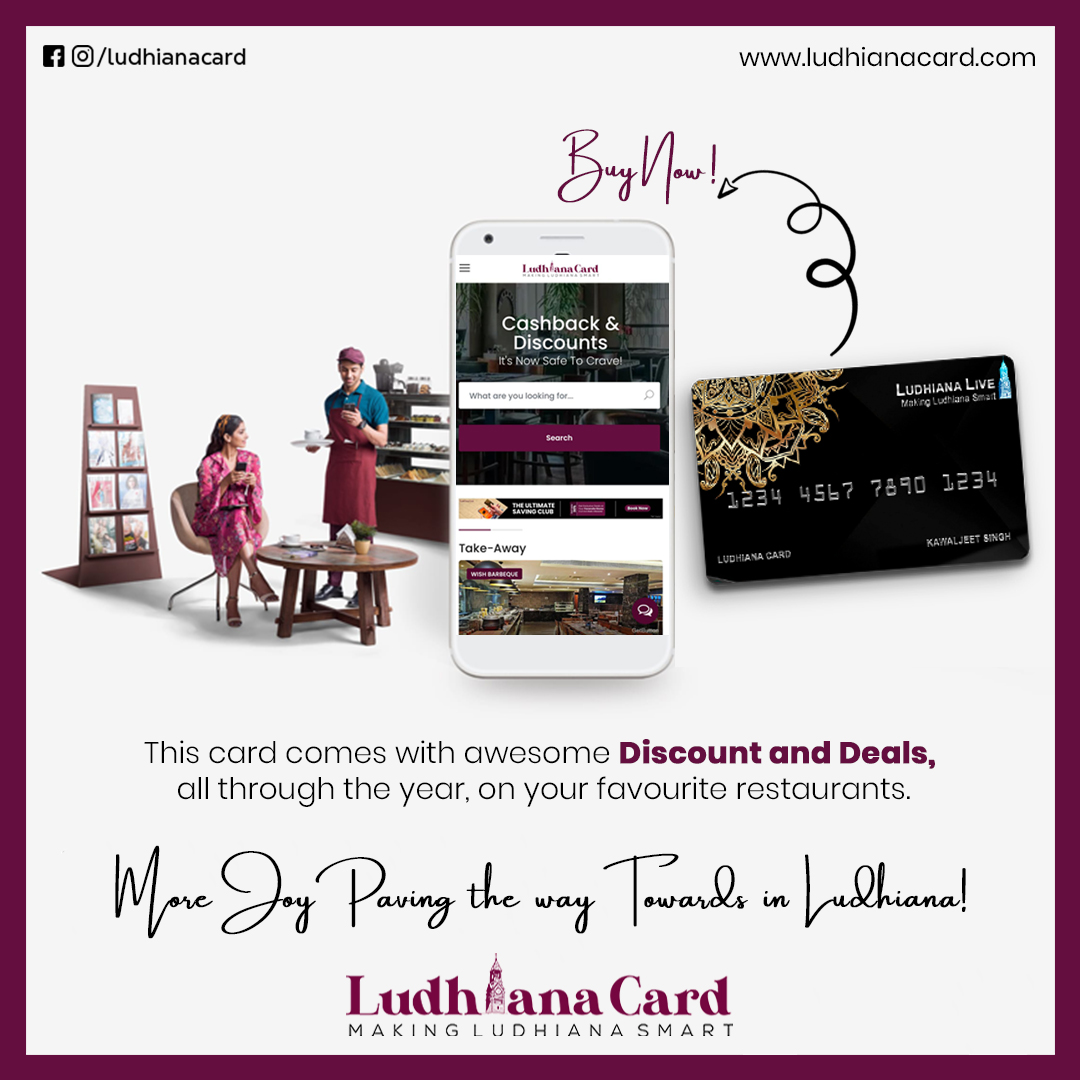 /ludhianacard
www.ludhianacard.com
Buy Now!
Ludhiana Card
MAKING LUDHIANA SMART
Cashback &
Discounts
It's Now Safe To Crave!
What are you looking for...
Search
THE ULTIMATE
SAVING CLUB
Book Now
Take-Away
WISH BARBEQUE
LUDHIANA LIVE
Making Ludhiana Smart
1234 4567 7890 1234
LUDHIANA CARD
KAWALJEET SINGH
This card comes with awesome Discount and Deals,
all through the year, on your favourite restaurants.
More Joy Paving the way Towards in Ludhiana!
Ludhiana Card
MAKING LUDHIANA SMART